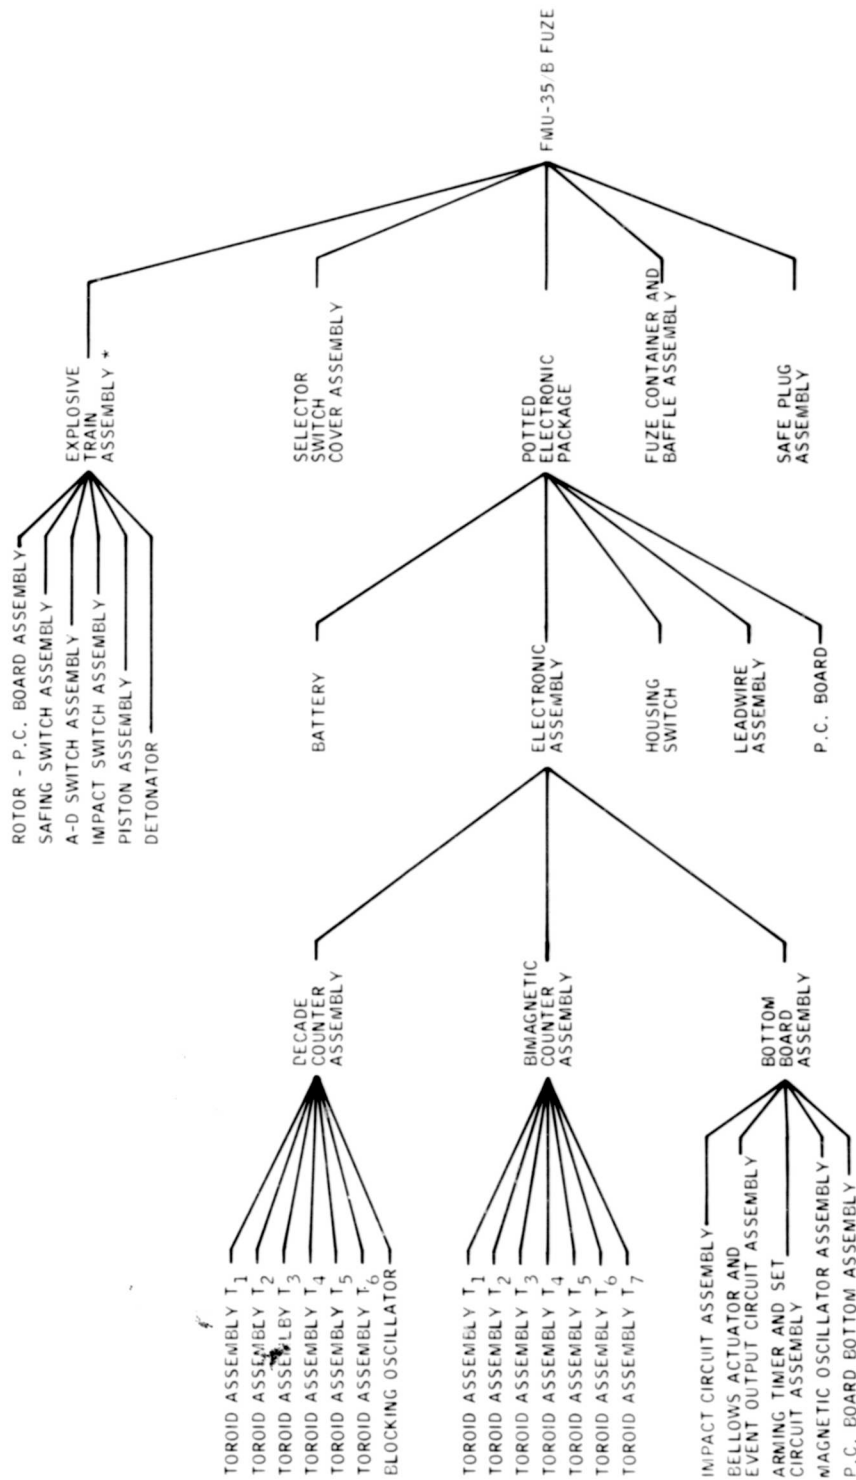 TOROID ASSEMBLY T1
TOROID ASSEMBLY T2
TOROID ASSEMLBY T3
TOROID ASSEMBLY T4
TOROID ASSEMBLY T5
TOROID ASSEMBLY T6
BLOCKING OSCILLATOR
TOROID ASSEMBLY T1
TOROID ASSEMBLY T2
TOROID ASSEMBLY T3
TOROID ASSEMBLY T4
TOROID ASSEMBLY T5
TOROID ASSEMBLY T6
TOROID ASSEMBLY T7
IMPACT CIRCUIT ASSEMBLY
BELLOWS ACTUATOR AND
EVENT OUTPUT CIRCUIT ASSEMBLY
ARMING TIMER AND SET
CIRCUIT ASSEMBLY
MAGNETIC OSCILLATOR ASSEMBLY
P.C. BOARD BOTTOM ASSEMBLY
DECADE
COUNTER
ASSEMBLY
BIMAGNETIC
COUNTER
ASSEMBLY
BOTTOM
BOARD
ASSEMBLY
ROTOR - P.C. BOARD ASSEMBLY
SAFING SWITCH ASSEMBLY
A-D SWITCH ASSEMBLY
IMPACT SWITCH ASSEMBLY
PISTON ASSEMBLY
DETONATOR
BATTERY
ELECTRONIC
ASSEMBLY
HOUSING
SWITCH
LEADWIRE
ASSEMBLY
P.C. BOARD
EXPLOSIVE
TRAIN
ASSEMBLY *
SELECTOR
SWITCH
COVER ASSEMBLY
POTTED
ELECTRONIC
PACKAGE
FUZE CONTAINER AND
BAFFLE ASSEMBLY
SAFE PLUG
ASSEMBLY
FMU-35/B FUZE